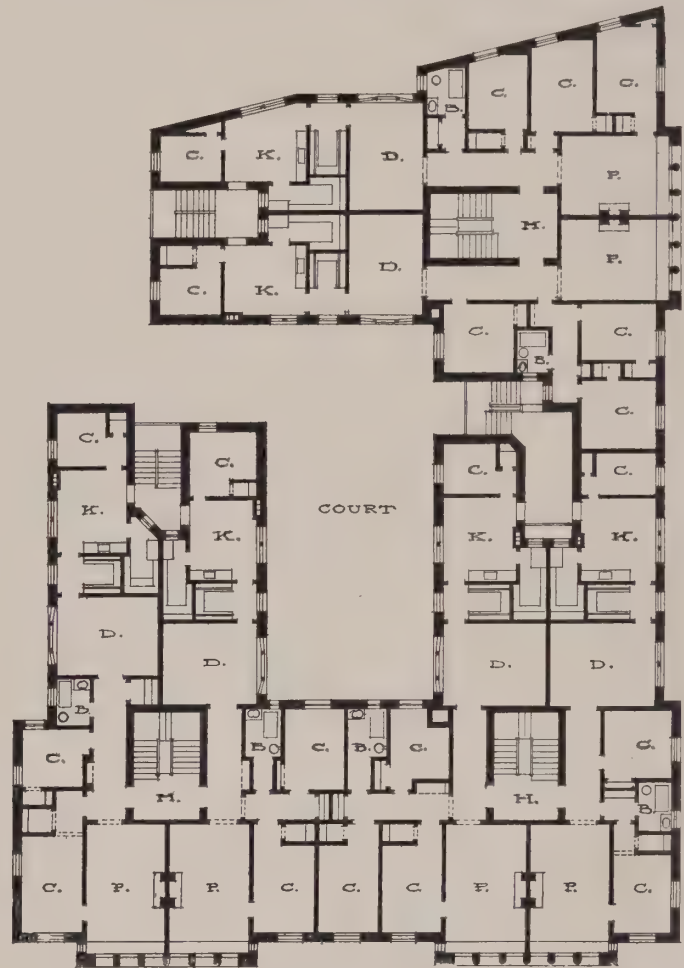 C. C. C.
B.
C. K. D. P.
H.
C. K. D. P.
C. C.
B.
C.
C. C.
C. C. C.
K. K. COURT K. K.
D. D. D. D.
B. B. C. B. C. C.
C. B.
H. H.
C. P. P. C. C. C. P. P. C.